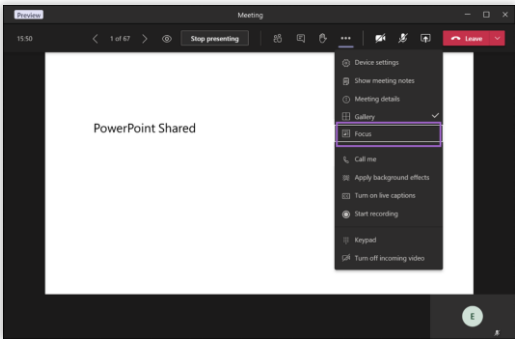 Preview
Meeting
15:50
1 of 67
Stop presenting
Leave
Device settings
Show meeting notes
Meeting details
Gallery
Focus
PowerPoint Shared
Call me
Apply background effects
Turn on live captions
Start recording
Keypad
Turn off incoming video
E